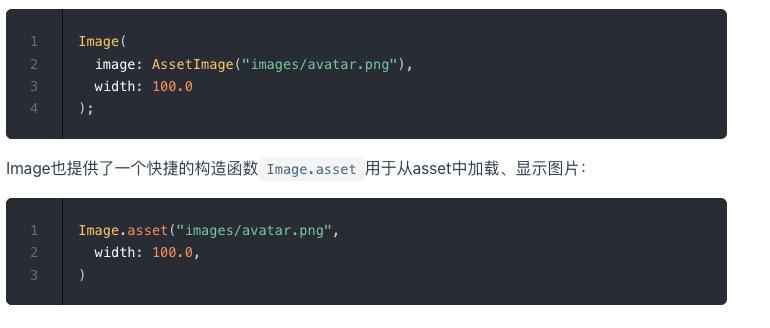 1 Image(
2   image: AssetImage("images/avatar.png"),
3   width: 100.0
4 );
Image也提供了一个快捷的构造函数 Image.asset 用于从asset中加载、显示图片：
1 Image.asset("images/avatar.png",
2   width: 100.0,
3 )